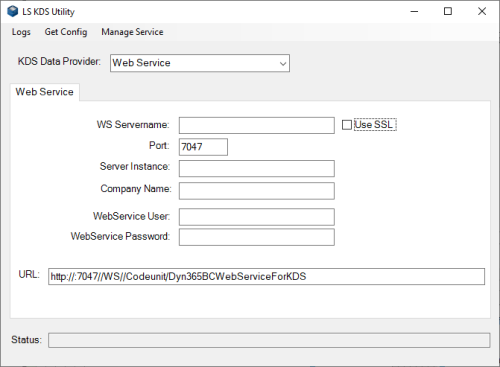 LS KDS Utility
Logs Get Config Manage Service
KDS Data Provider: Web Service
Web Service
WS Servername: Use SSL
Port: 7047
Server Instance:
Company Name:
WebService User:
WebService Password:
URL: http://:7047//WS//Codeunit/Dyn365BCWebServiceForKDS
Status: